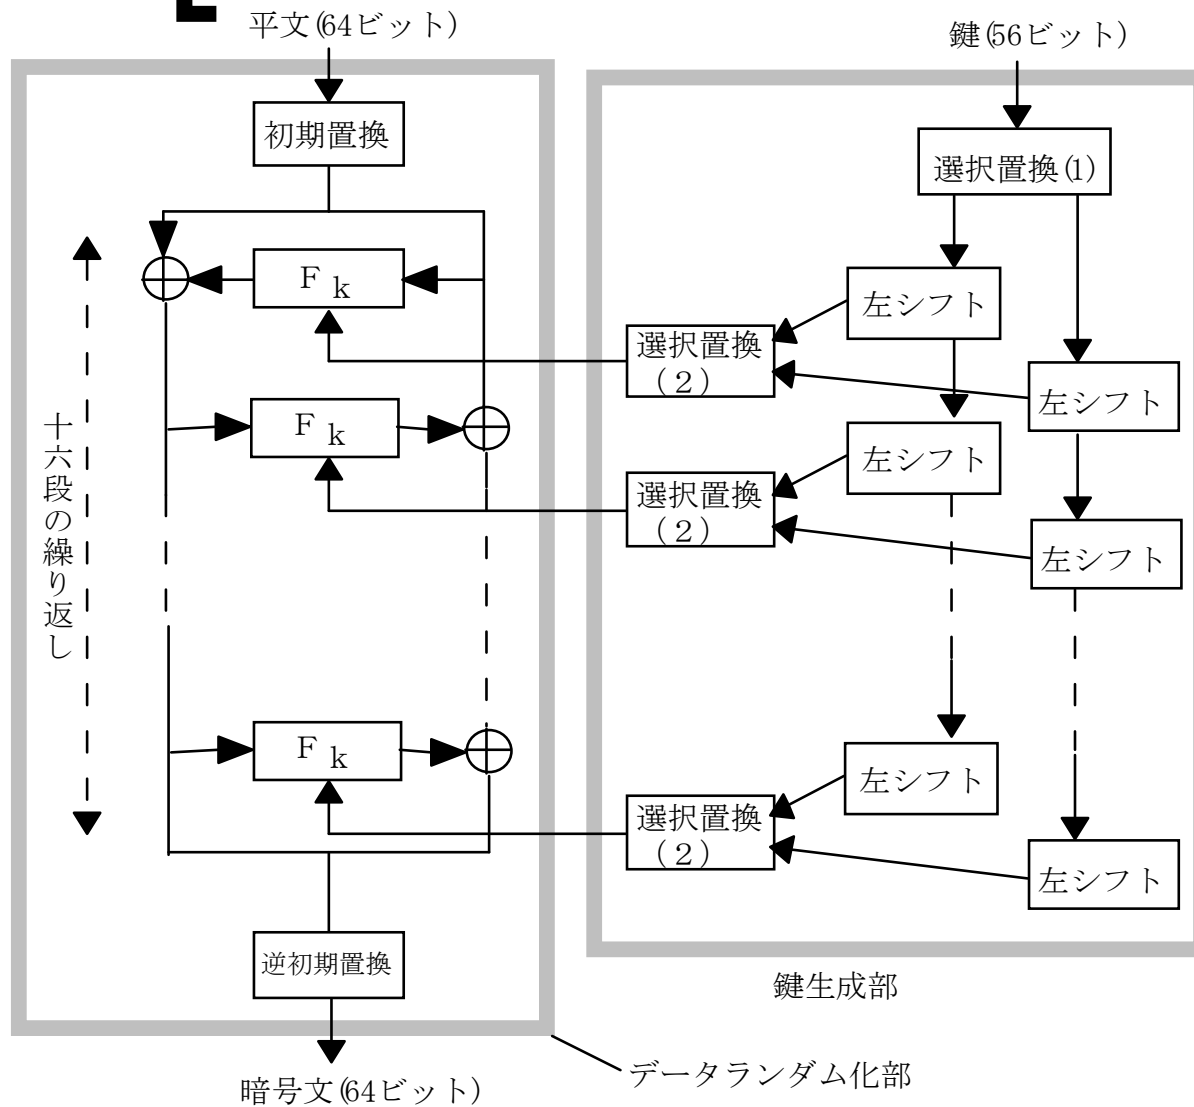 平文(64ビット)
鍵(56ビット)
初期置換
選択置換(1)
F k
左シフト
選択置換
(2)
左シフト
F k
左シフト
選択置換
(2)
左シフト
十六段の繰り返し
F k
左シフト
選択置換
(2)
左シフト
逆初期置換
鍵生成部
データランダム化部
暗号文(64ビット)